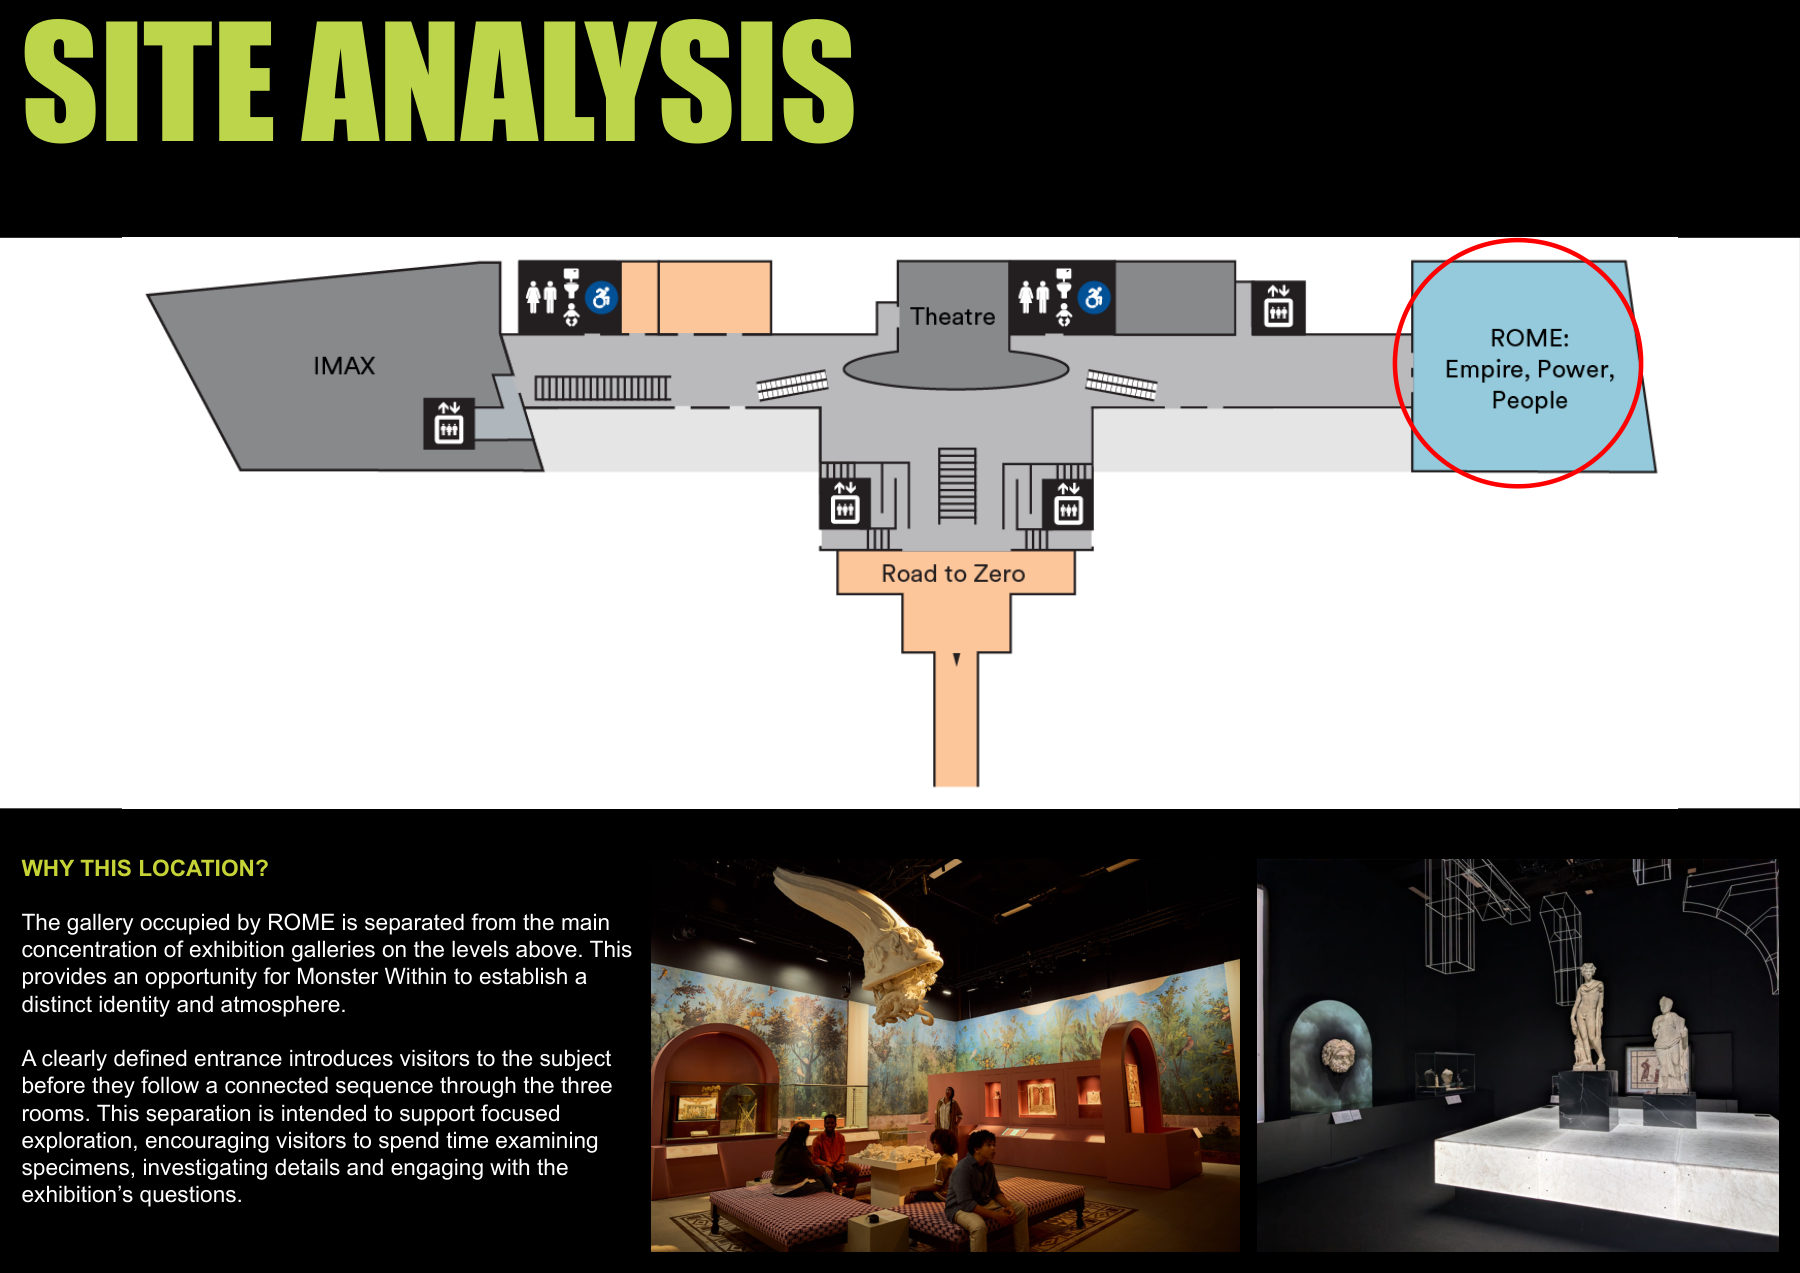 SITE ANALYSIS
IMAX
Theatre
ROME:
Empire, Power,
People
Road to Zero
WHY THIS LOCATION?
The gallery occupied by ROME is separated from the main
concentration of exhibition galleries on the levels above. This
provides an opportunity for Monster Within to establish a
distinct identity and atmosphere.
A clearly defined entrance introduces visitors to the subject
before they follow a connected sequence through the three
rooms. This separation is intended to support focused
exploration, encouraging visitors to spend time examining
specimens, investigating details and engaging with the
exhibition’s questions.